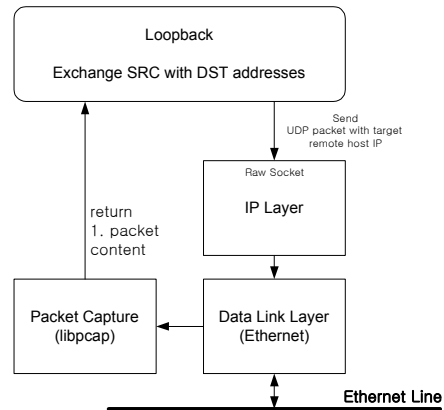 Loopback
Exchange SRC with DST addresses
Send
UDP packet with target
remote host IP
Raw Socket
IP Layer
return
1. packet
content
Packet Capture
(libpcap)
Data Link Layer
(Ethernet)
Ethernet Line